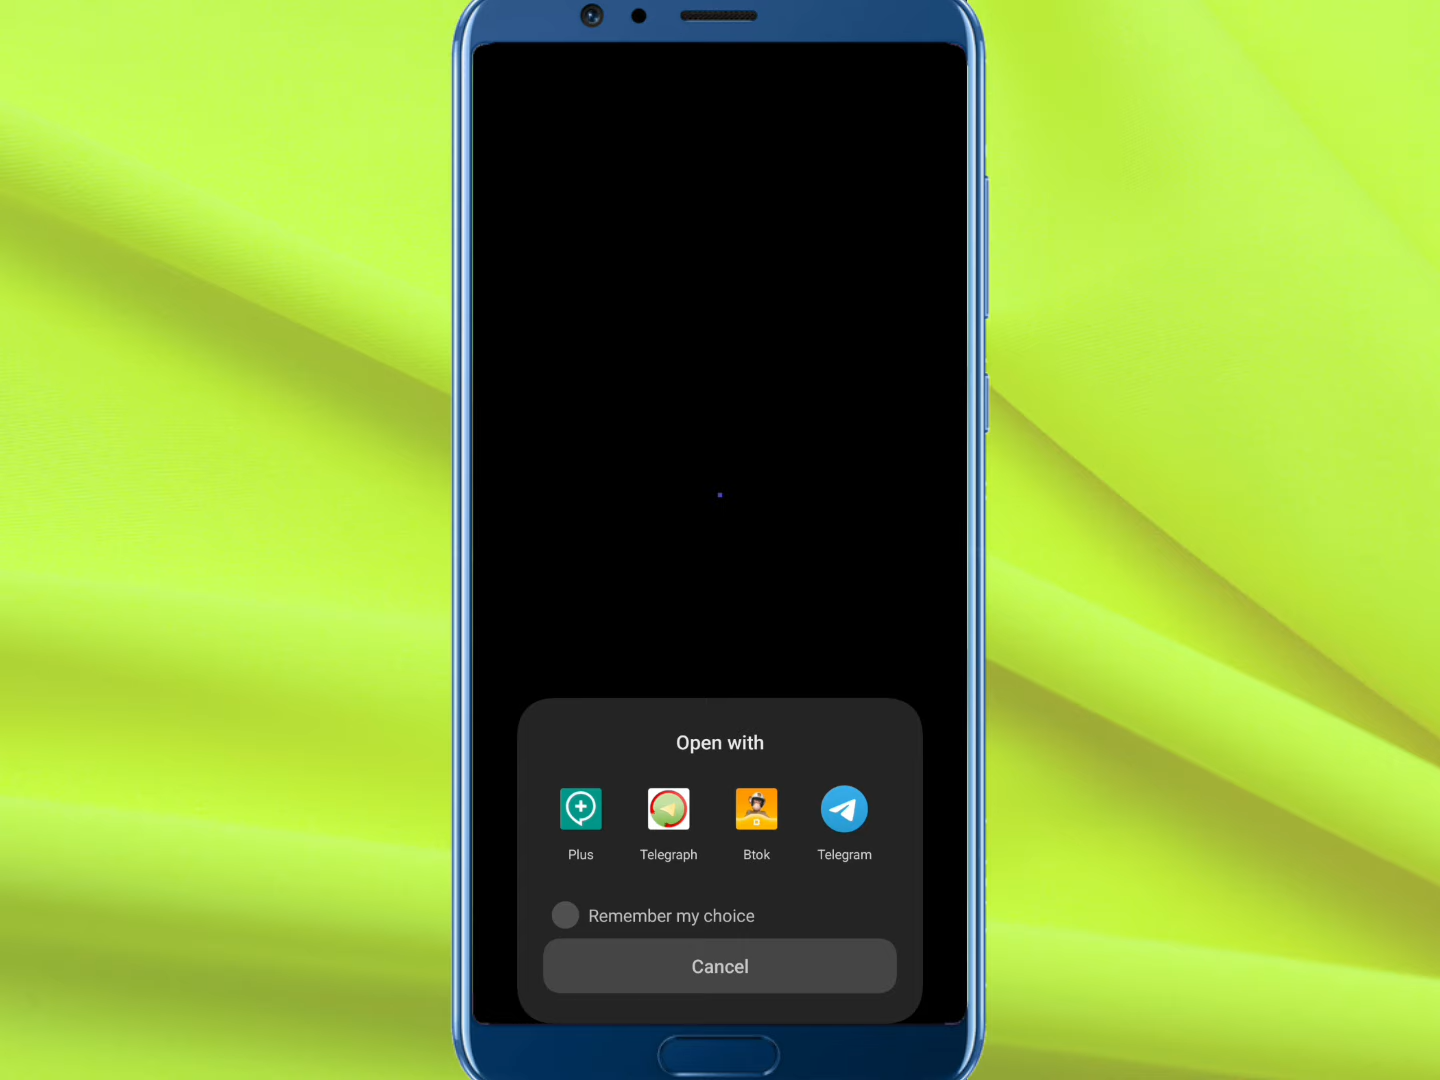 Open with
Plus
Telegraph
Btok
Telegram
Remember my choice
Cancel